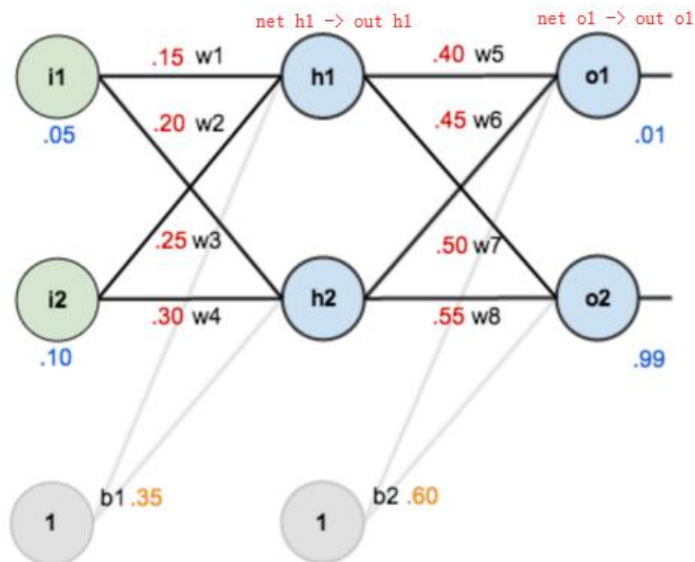 net h1 -> out h1
net o1 -> out o1
i1
.15 w1
h1
.40 w5
o1
.05
.20 w2
.45 w6
.01
.25 w3
.50 w7
i2
.30 w4
h2
.55 w8
o2
.10
.99
1
b1 .35
1
b2 .60